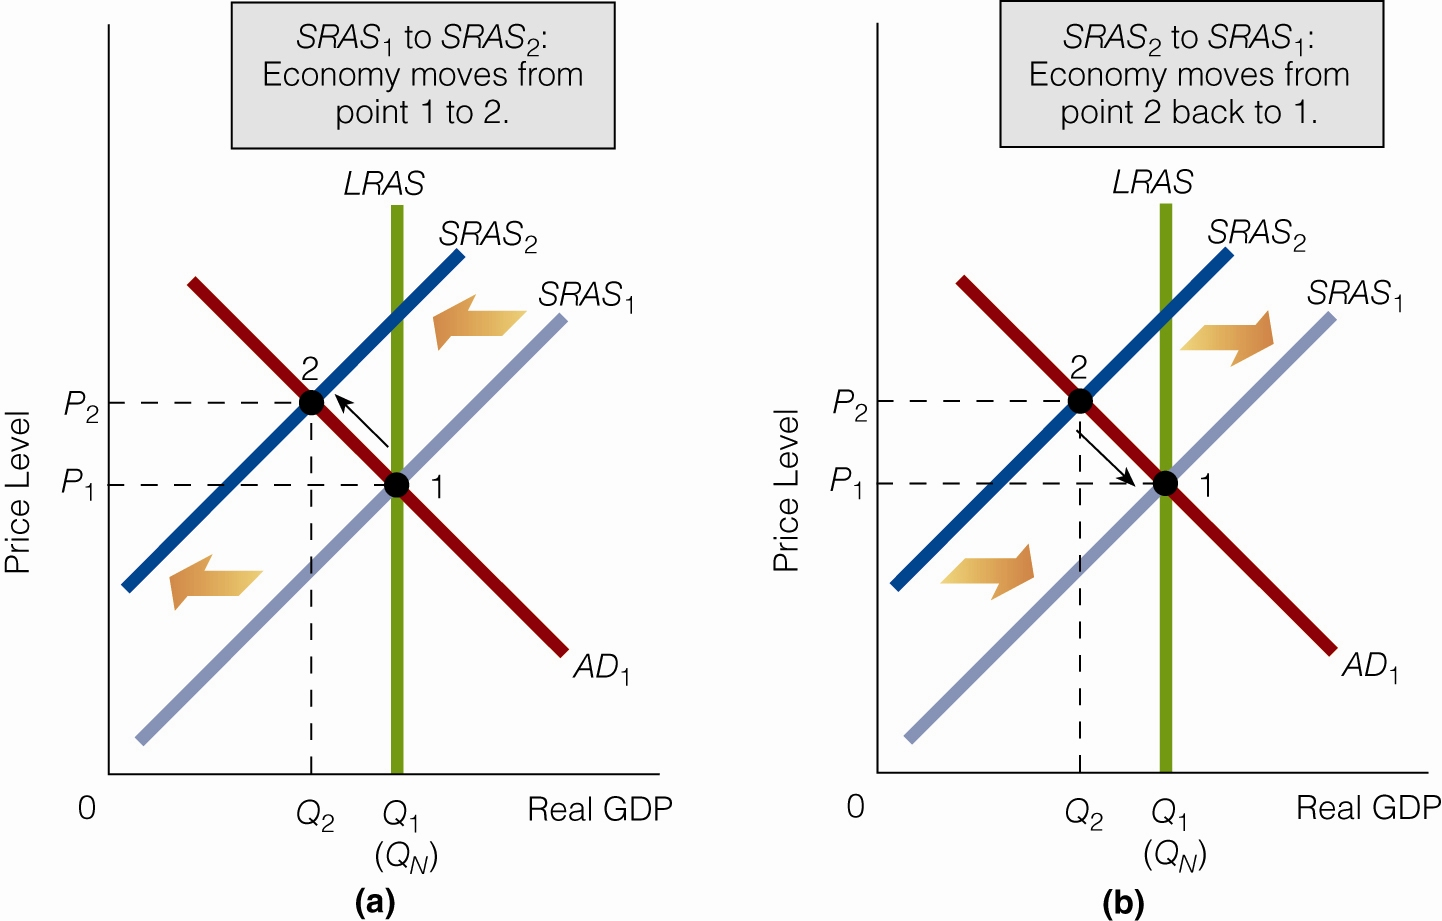 SRAS₁ to SRAS₂:
Economy moves from
point 1 to 2.
LRAS
SRAS₂
SRAS₁
2
P₂
P₁
1
Price Level
AD₁
0
Q₂
Q₁
Real GDP
(Q_N)
(a)
SRAS₂ to SRAS₁:
Economy moves from
point 2 back to 1.
LRAS
SRAS₂
SRAS₁
2
P₂
P₁
1
Price Level
AD₁
0
Q₂
Q₁
Real GDP
(Q_N)
(b)